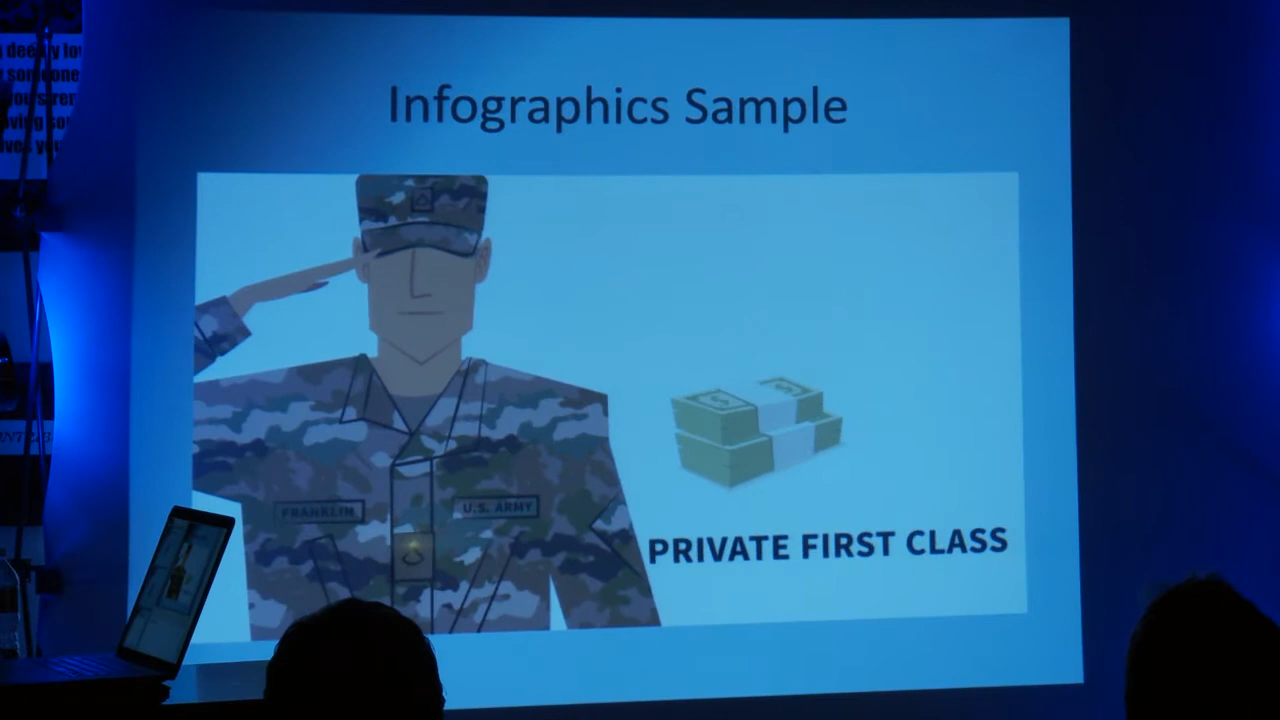 Infographics Sample
FRANKLIN
U.S. ARMY
PRIVATE FIRST CLASS